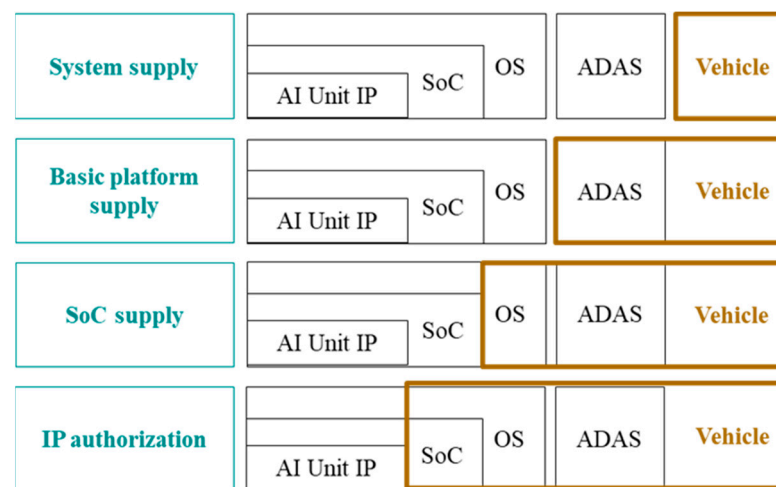 System supply
AI Unit IP
SoC
OS
ADAS
Vehicle
Basic platform
supply
AI Unit IP
SoC
OS
ADAS
Vehicle
SoC supply
AI Unit IP
SoC
OS
ADAS
Vehicle
IP authorization
AI Unit IP
SoC
OS
ADAS
Vehicle